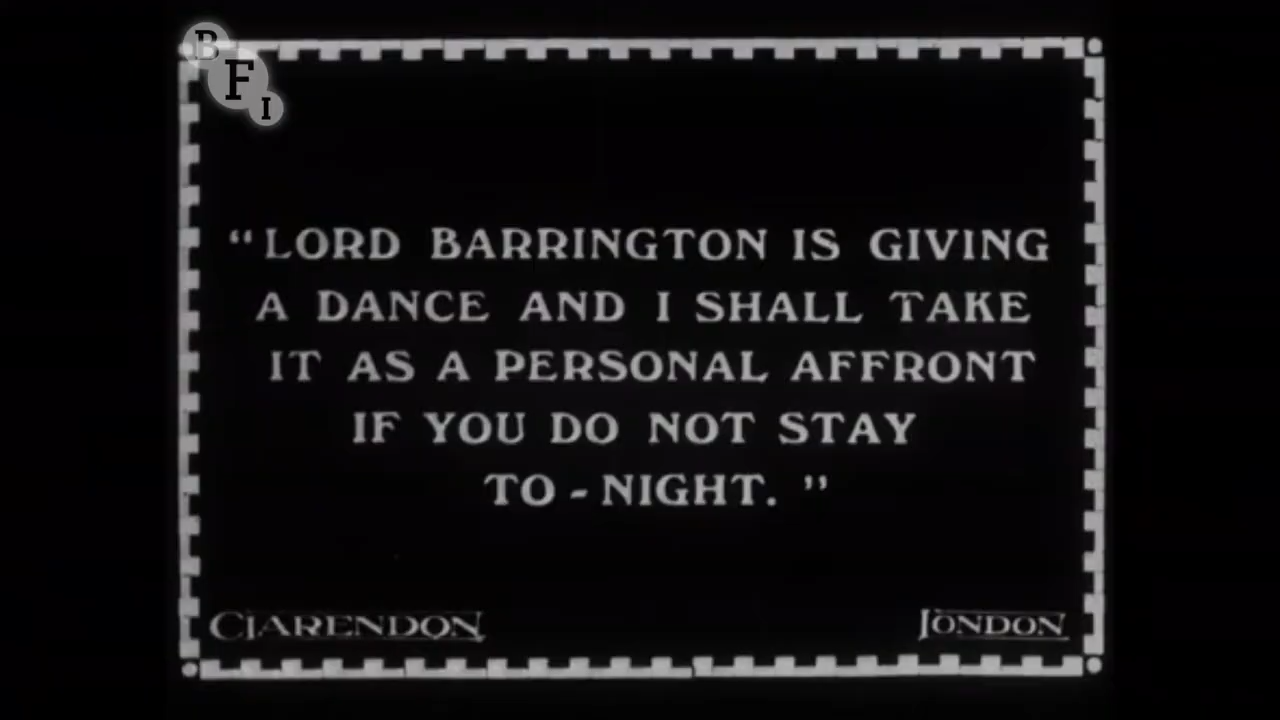 BFI
“LORD BARRINGTON IS GIVING
A DANCE AND I SHALL TAKE
IT AS A PERSONAL AFFRONT
IF YOU DO NOT STAY
TO-NIGHT.”
CLARENDON
LONDON